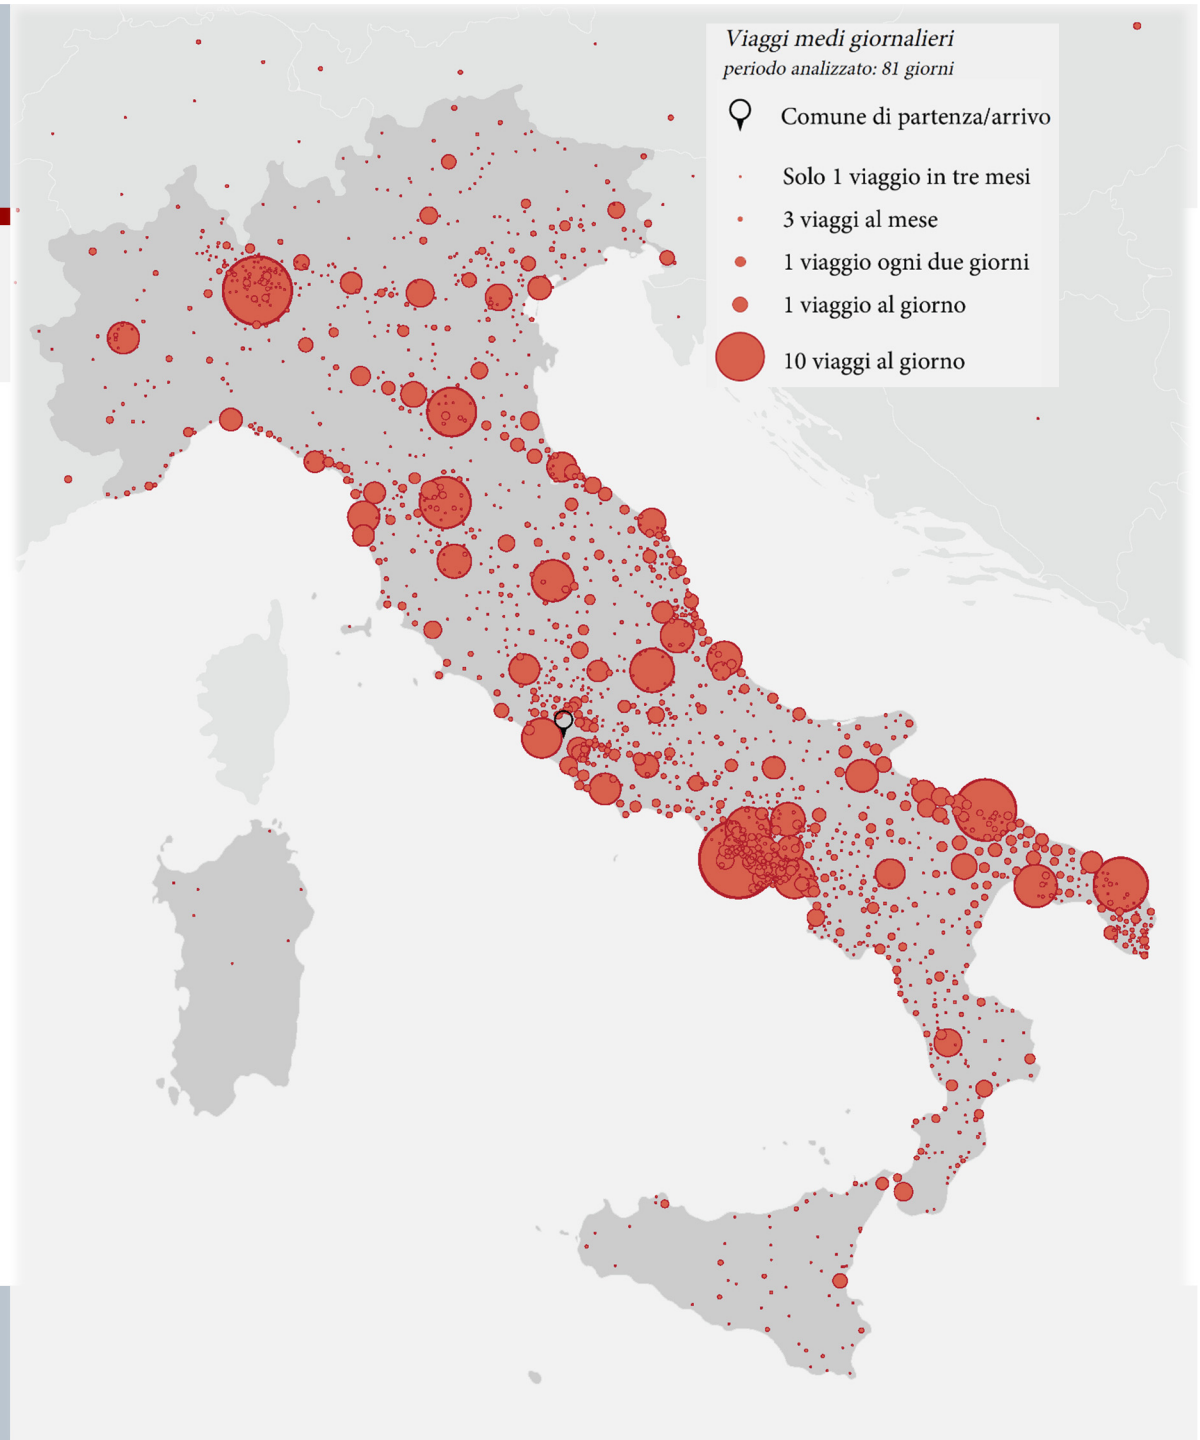 Viaggi medi giornalieri
periodo analizzato: 81 giorni
Comune di partenza/arrivo
Solo 1 viaggio in tre mesi
3 viaggi al mese
1 viaggio ogni due giorni
1 viaggio al giorno
10 viaggi al giorno